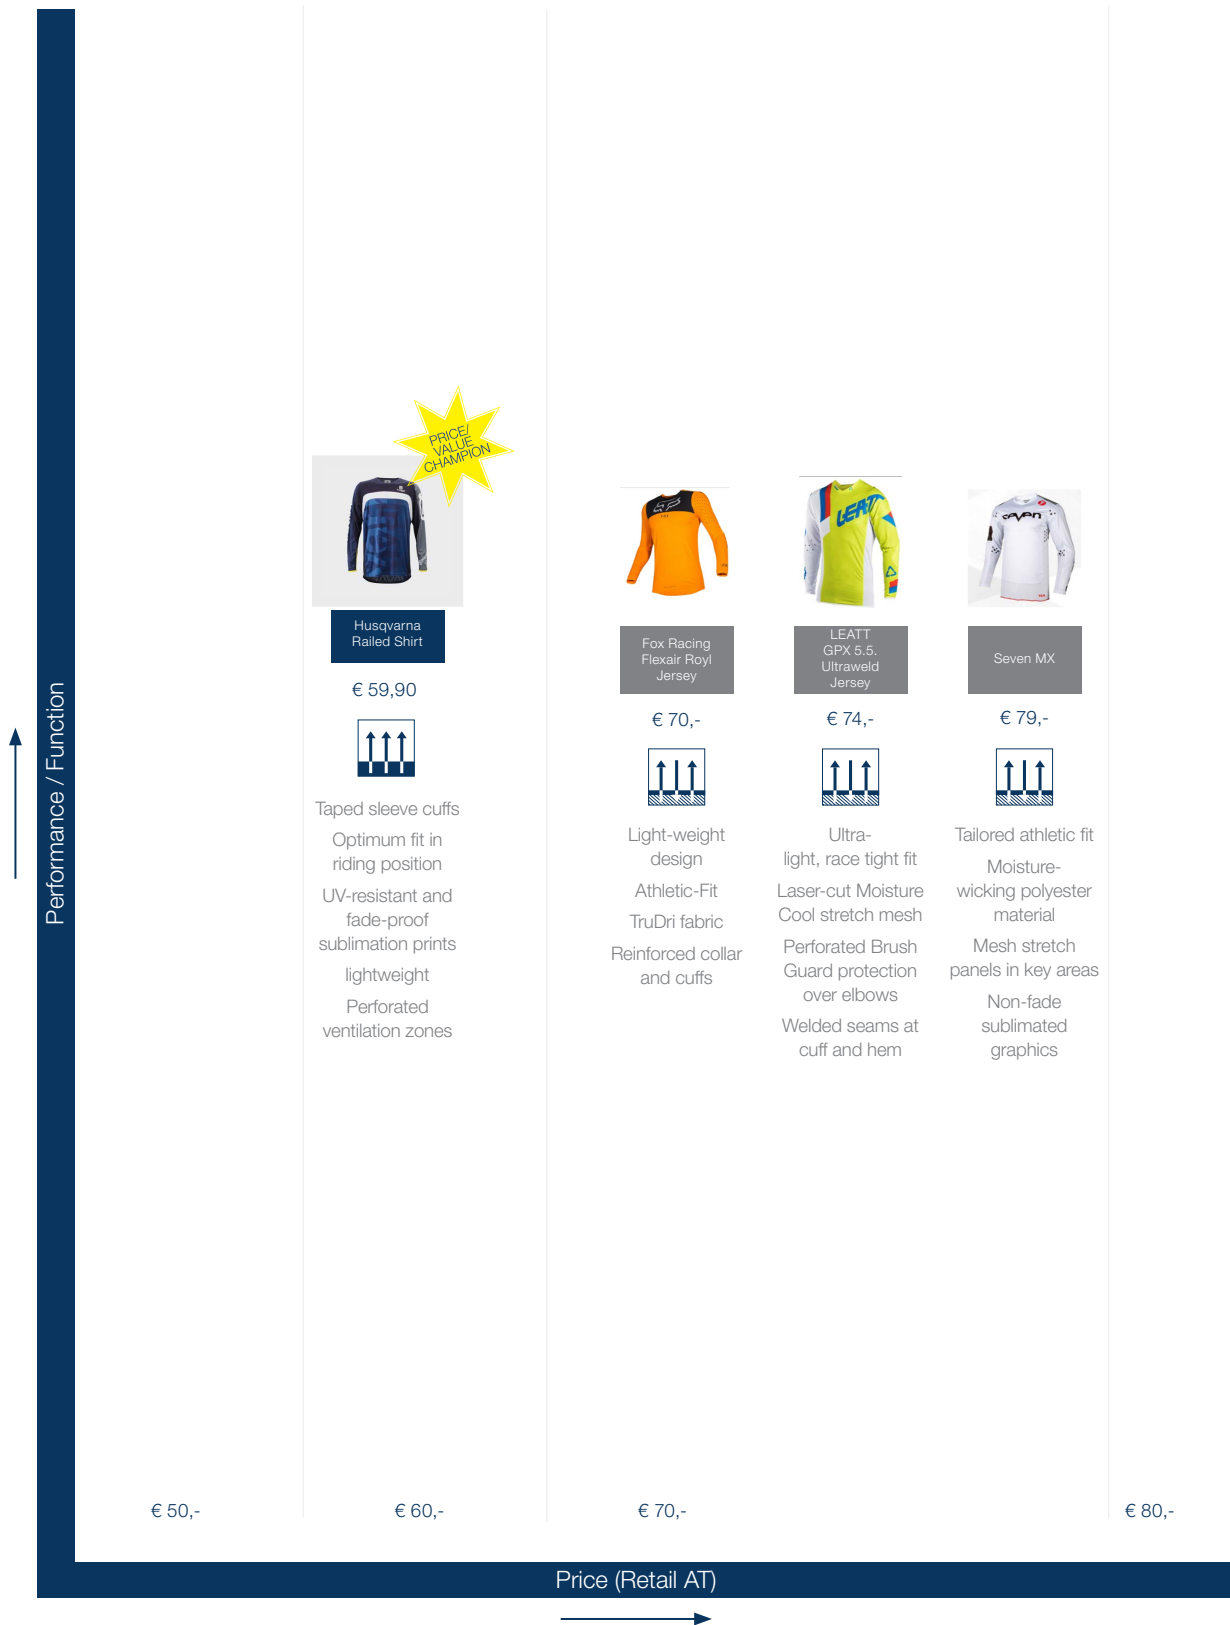 PRICE/
VALUE
CHAMPION
LEATT
seven
Husqvarna
Railed Shirt
€ 59,90
Taped sleeve cuffs
Optimum fit in
riding position
UV-resistant and
fade-proof
sublimation prints
lightweight
Perforated
ventilation zones
Fox Racing
Flexair Royl
Jersey
€ 70,-
Light-weight
design
Athletic-Fit
TruDri fabric
Reinforced collar
and cuffs
LEATT
GPX 5.5.
Ultraweld
Jersey
€ 74,-
Ultra-
light, race tight fit
Laser-cut Moisture
Cool stretch mesh
Perforated Brush
Guard protection
over elbows
Welded seams at
cuff and hem
Seven MX
€ 79,-
Tailored athletic fit
Moisture-
wicking polyester
material
Mesh stretch
panels in key areas
Non-fade
sublimated
graphics
Performance / Function
€ 50,-
€ 60,-
€ 70,-
€ 80,-
Price (Retail AT)